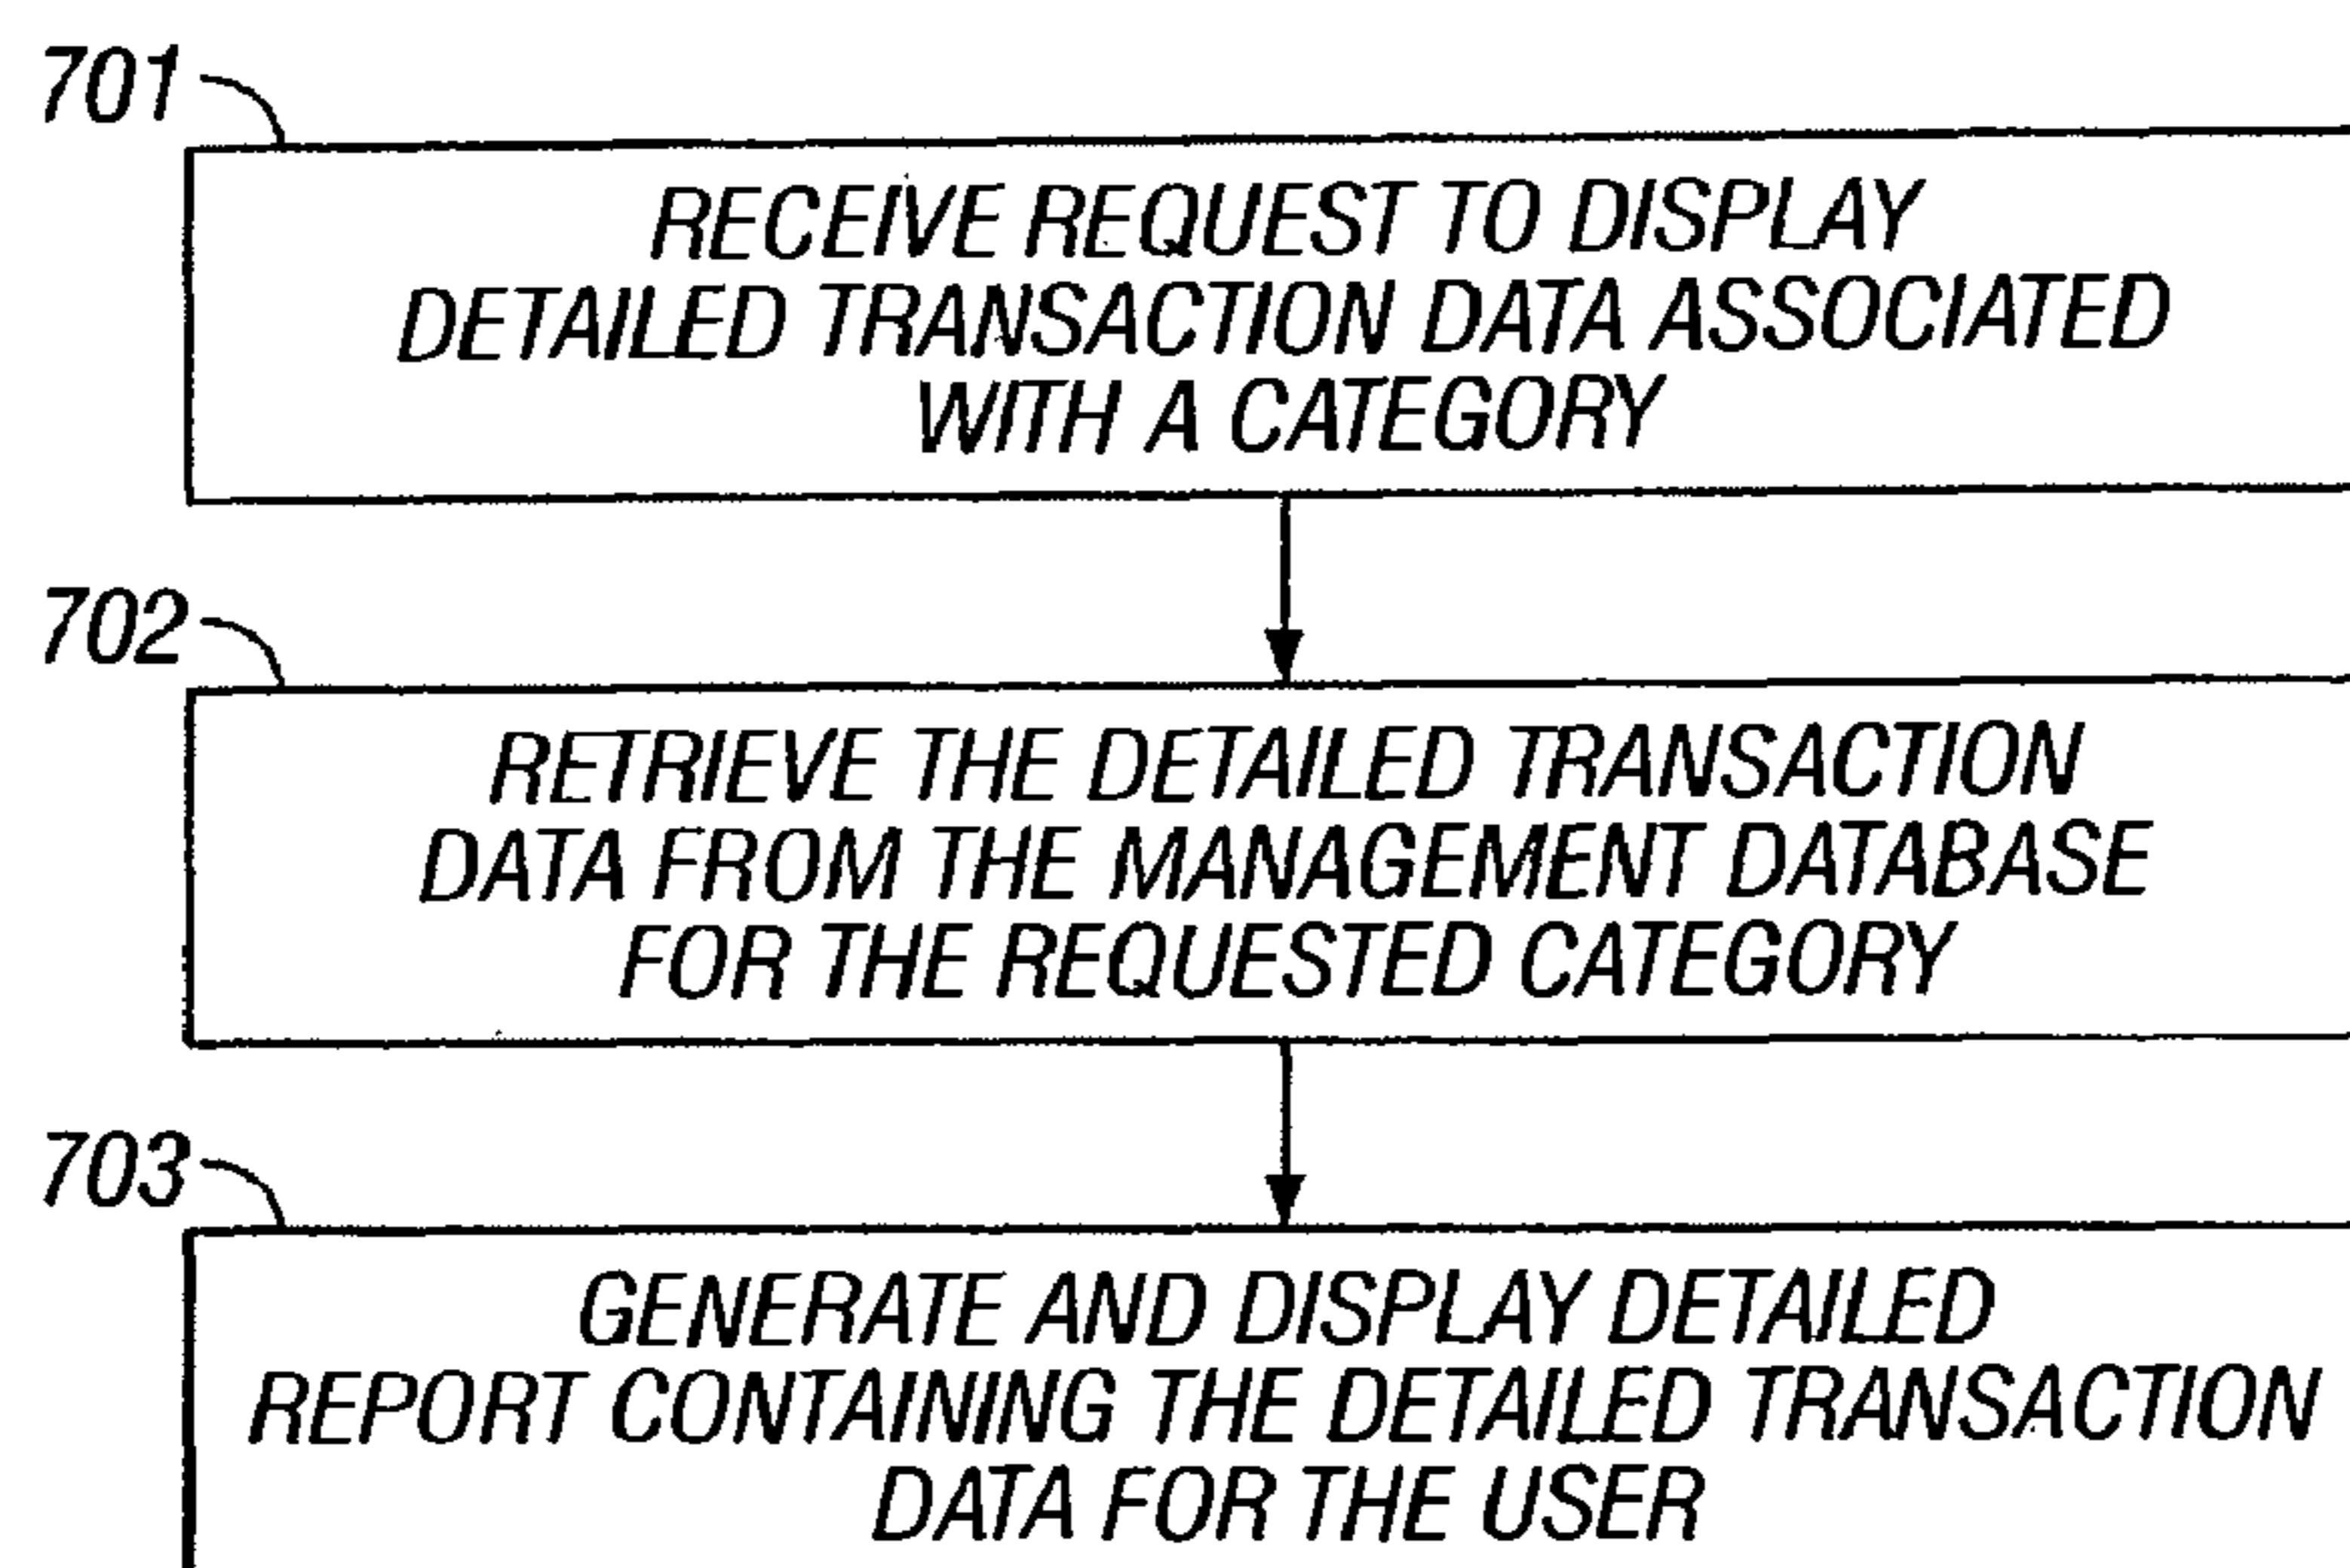 701
RECEIVE REQUEST TO DISPLAY
DETAILED TRANSACTION DATA ASSOCIATED
WITH A CATEGORY
702
RETRIEVE THE DETAILED TRANSACTION
DATA FROM THE MANAGEMENT DATABASE
FOR THE REQUESTED CATEGORY
703
GENERATE AND DISPLAY DETAILED
REPORT CONTAINING THE DETAILED TRANSACTION
DATA FOR THE USER